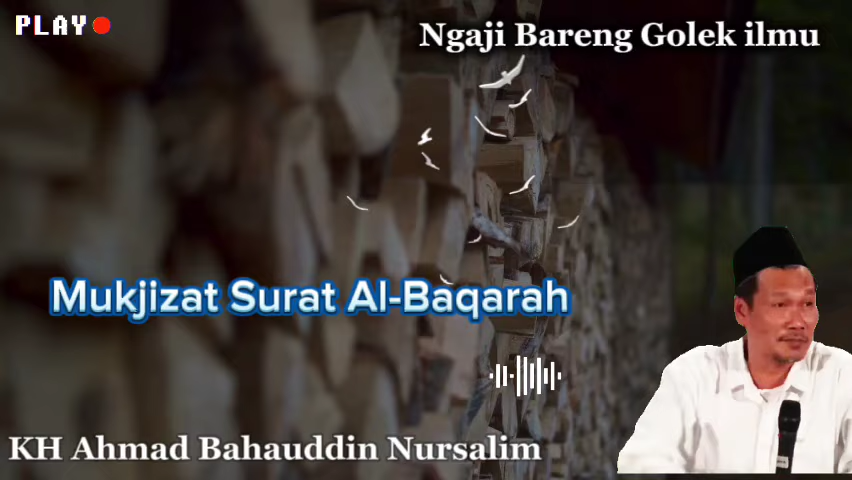 PLAY
Ngaji Bareng Golek ilmu
Mukjizat Surat Al-Baqarah
KH Ahmad Bahauddin Nursalim